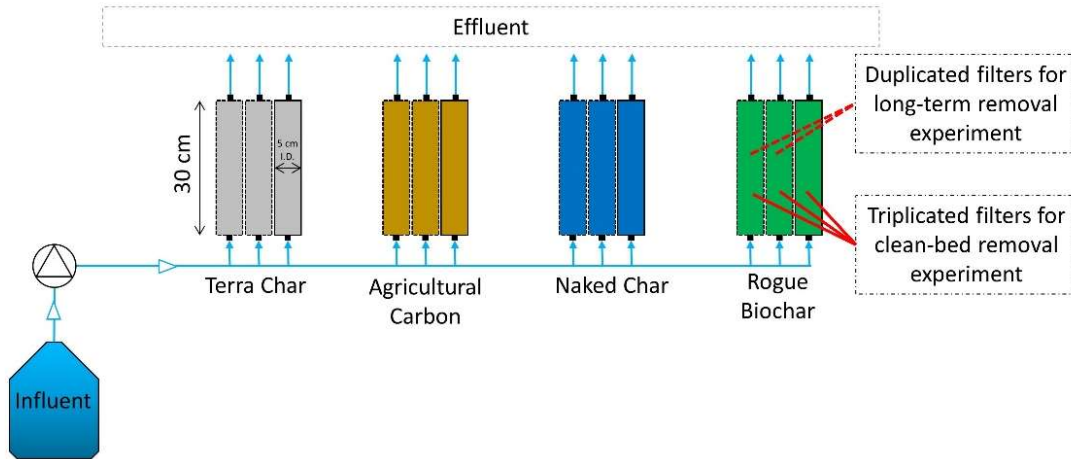 Effluent
Duplicated filters for
long-term removal
experiment
5 cm
I.D.
30 cm
Triplicated filters for
clean-bed removal
experiment
Terra Char
Agricultural
Carbon
Naked Char
Rogue
Biochar
Influent